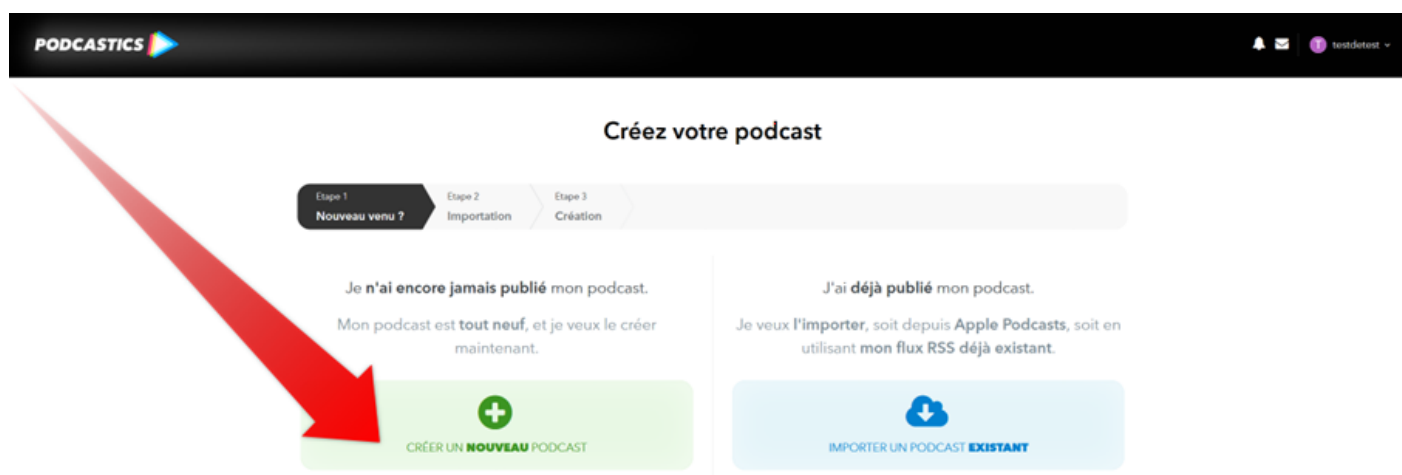 PODCASTICS
T testdetest
Créez votre podcast
Etape 1
Nouveau venu ?
Etape 2
Importation
Etape 3
Création
Je n'ai encore jamais publié mon podcast.
Mon podcast est tout neuf, et je veux le créer
maintenant.
CRÉER UN NOUVEAU PODCAST
J'ai déjà publié mon podcast.
Je veux l'importer, soit depuis Apple Podcasts, soit en
utilisant mon flux RSS déjà existant.
IMPORTER UN PODCAST EXISTANT